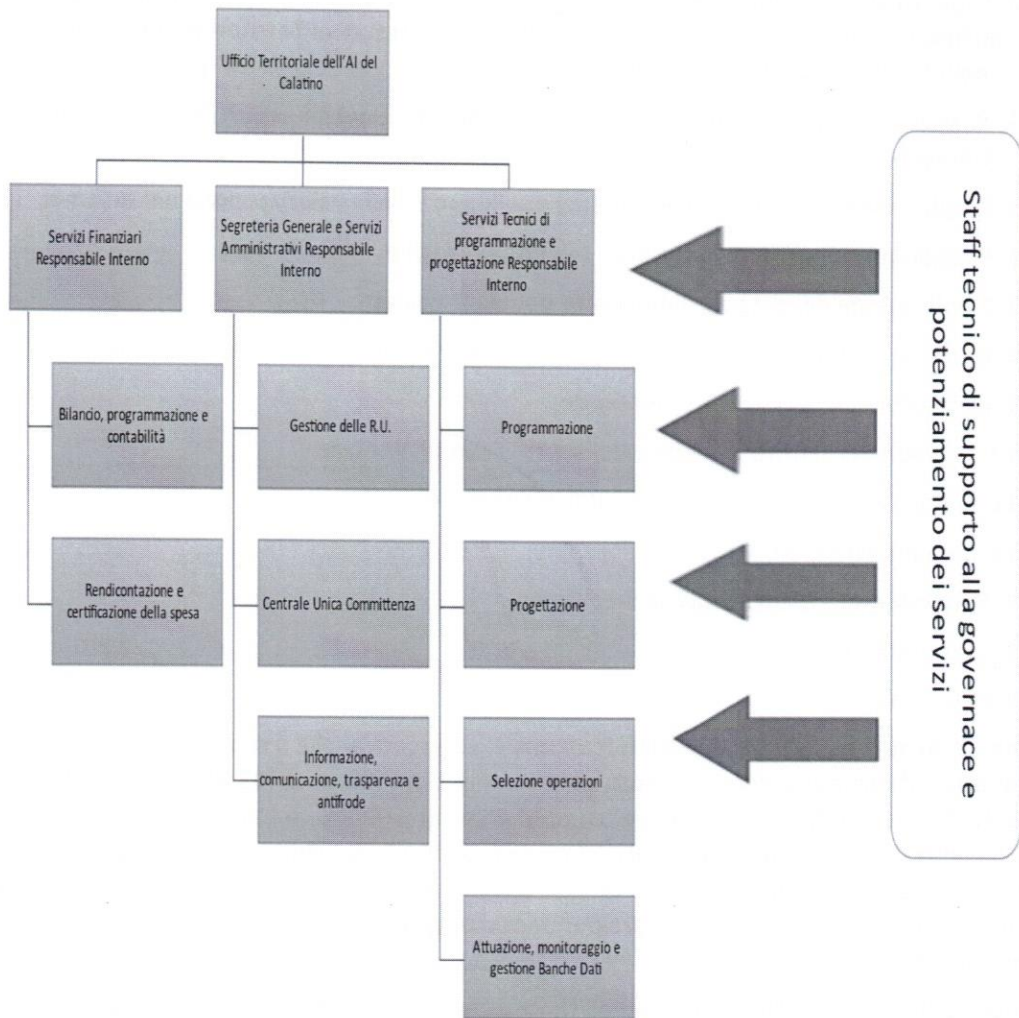 Ufficio Territoriale dell'AI del
Calatino
Servizi Finanziari
Responsabile Interno
Segreteria Generale e Servizi
Amministrativi Responsabile
Interno
Servizi Tecnici di
programmazione e
progettazione Responsabile
Interno
Bilancio, programmazione e
contabilità
Gestione delle R.U.
Programmazione
Rendicontazione e
certificazione della spesa
Centrale Unica Committenza
Progettazione
Informazione,
comunicazione, trasparenza e
antifrode
Selezione operazioni
Attuazione, monitoraggio e
gestione Banche Dati
Staff tecnico di supporto alla governace e
potenziamento dei servizi